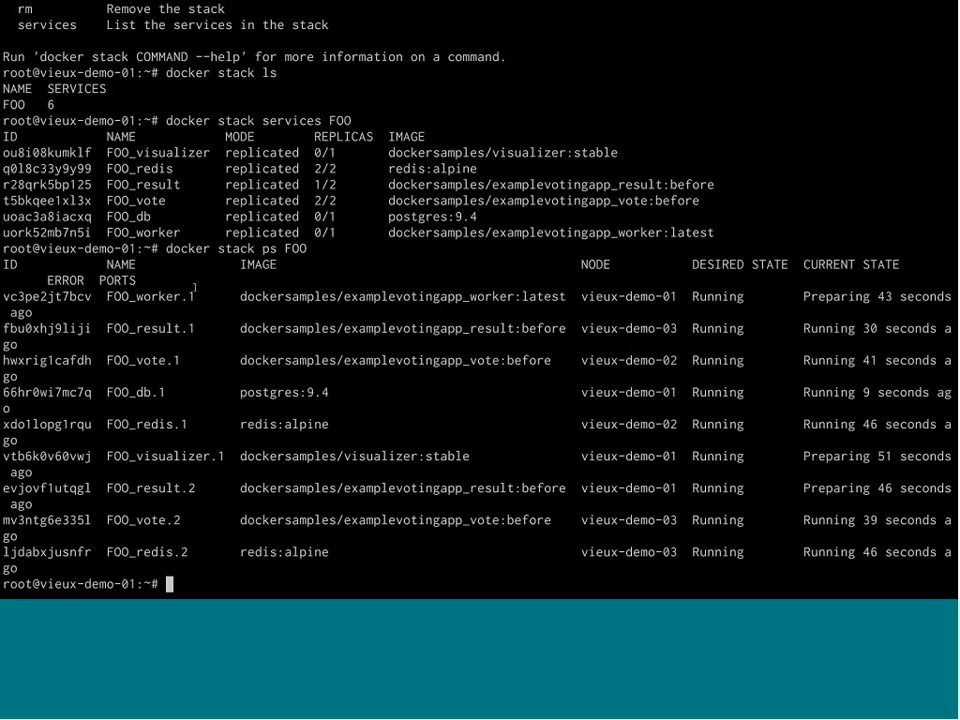 rm          Remove the stack
services    List the services in the stack
Run 'docker stack COMMAND --help' for more information on a command.
root@vieux-demo-01:~# docker stack ls
NAME  SERVICES
FOO   6
root@vieux-demo-01:~# docker stack services FOO
ID            NAME            MODE        REPLICAS  IMAGE
ou8i08kumklf  FOO_visualizer  replicated  0/1       dockersamples/visualizer:stable
q0l8c33y9y99  FOO_redis       replicated  2/2       redis:alpine
r28qrk5bp125  FOO_result      replicated  1/2       dockersamples/examplevotingapp_result:before
t5bkqee1xl3x  FOO_vote        replicated  2/2       dockersamples/examplevotingapp_vote:before
uoac3a8iacxq  FOO_db          replicated  0/1       postgres:9.4
uork52mb7n5i  FOO_worker      replicated  0/1       dockersamples/examplevotingapp_worker:latest
root@vieux-demo-01:~# docker stack ps FOO
ID            NAME              IMAGE                                         NODE           DESIRED STATE  CURRENT STATE
ERROR  PORTS
vc3pe2jt7bcv  FOO_worker.1      dockersamples/examplevotingapp_worker:latest  vieux-demo-01  Running        Preparing 43 seconds
ago
fbu0xhj9liji  FOO_result.1      dockersamples/examplevotingapp_result:before  vieux-demo-03  Running        Running 30 seconds a
go
hwxrig1cafdh  FOO_vote.1        dockersamples/examplevotingapp_vote:before    vieux-demo-02  Running        Running 41 seconds a
go
66hr0wi7mc7q  FOO_db.1          postgres:9.4                                  vieux-demo-01  Running        Running 9 seconds ag
o
xdo1lopg1rqu  FOO_redis.1       redis:alpine                                  vieux-demo-02  Running        Running 46 seconds a
go
vtb6k0v60vwj  FOO_visualizer.1  dockersamples/visualizer:stable               vieux-demo-01  Running        Preparing 51 seconds
ago
evjovf1utqgl  FOO_result.2      dockersamples/examplevotingapp_result:before  vieux-demo-01  Running        Preparing 46 seconds
ago
mv3ntg6e335l  FOO_vote.2        dockersamples/examplevotingapp_vote:before    vieux-demo-03  Running        Running 39 seconds a
go
ljdabxjusnfr  FOO_redis.2       redis:alpine                                  vieux-demo-03  Running        Running 46 seconds a
go
root@vieux-demo-01:~#